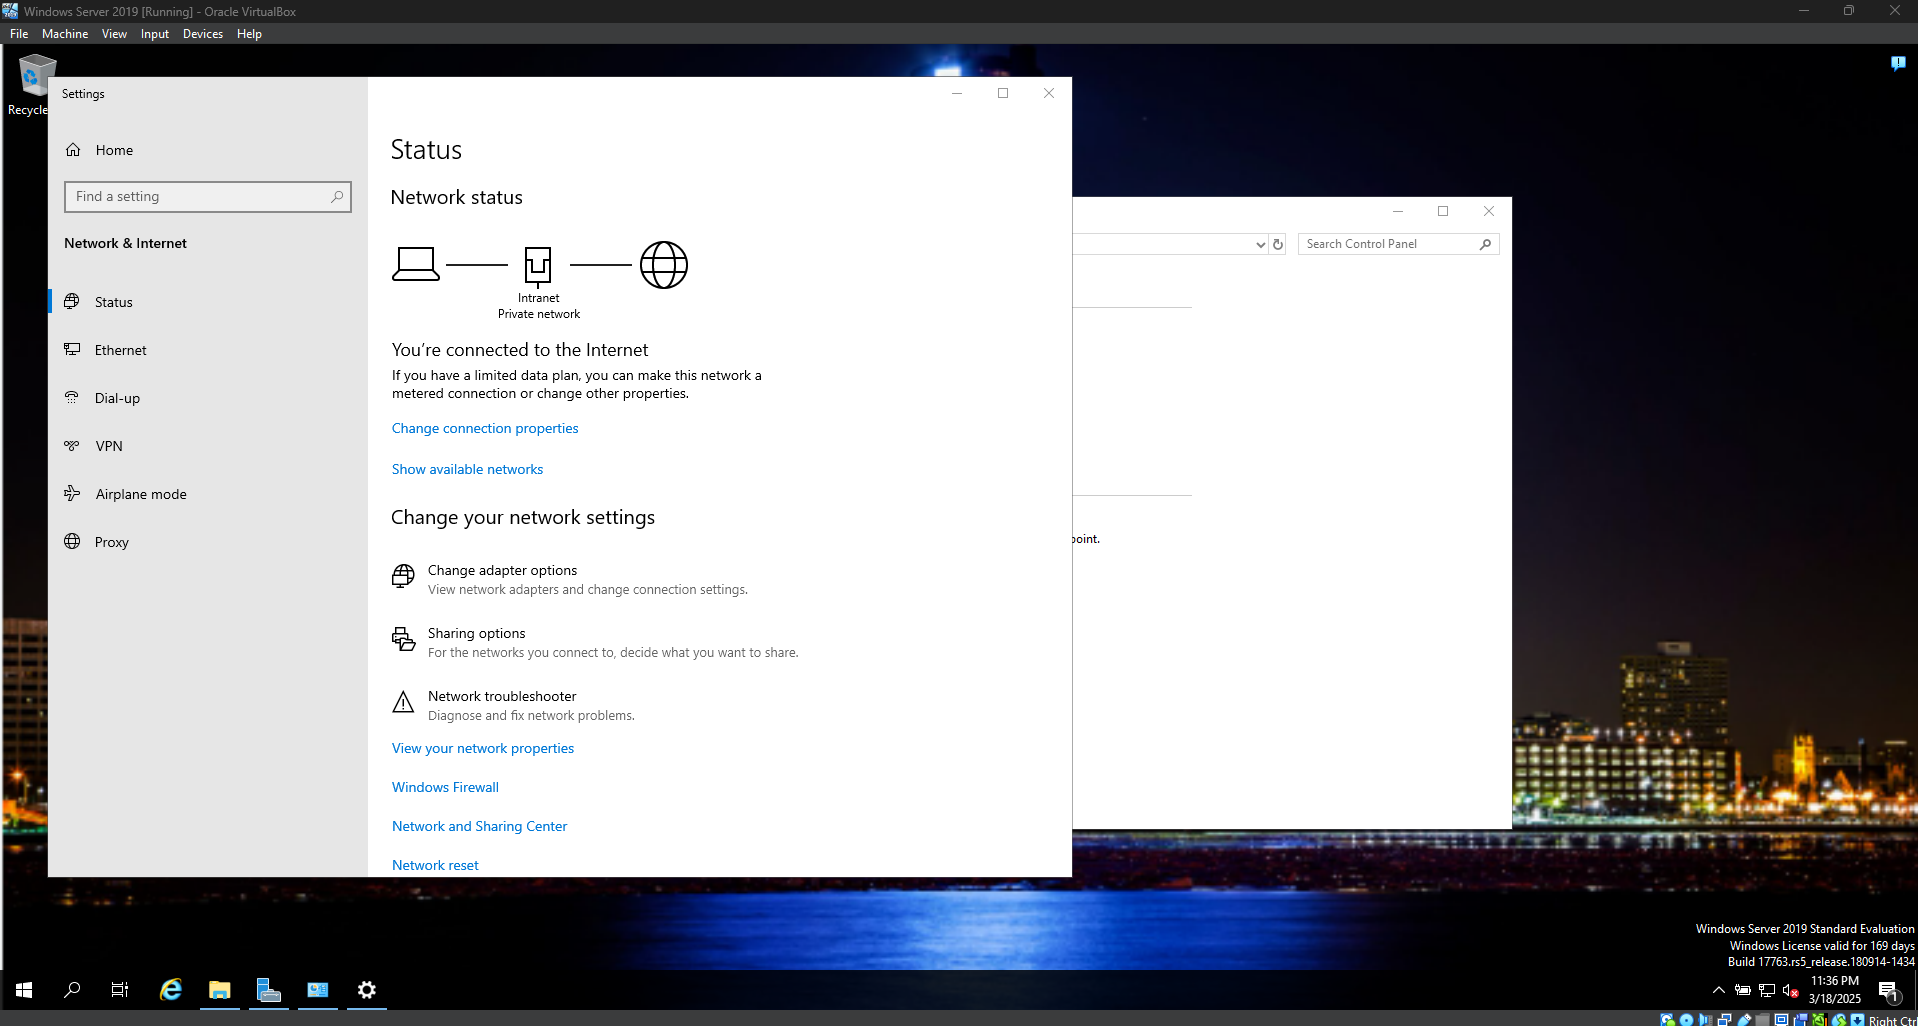 Windows Server 2019 [Running] - Oracle VirtualBox
File Machine View Input Devices Help
Recycle
Settings
Home
Find a setting
Network & Internet
Status
Ethernet
Dial-up
VPN
Airplane mode
Proxy
Status
Network status
Intranet
Private network
You're connected to the Internet
If you have a limited data plan, you can make this network a
metered connection or change other properties.
Change connection properties
Show available networks
Change your network settings
Change adapter options
View network adapters and change connection settings.
Sharing options
For the networks you connect to, decide what you want to share.
Network troubleshooter
Diagnose and fix network problems.
View your network properties
Windows Firewall
Network and Sharing Center
Network reset
Search Control Panel
point.
Windows Server 2019 Standard Evaluation
Windows License valid for 169 days
Build 17763.rs5_release.180914-1434
11:36 PM
3/18/2025
1
Right Ctrl